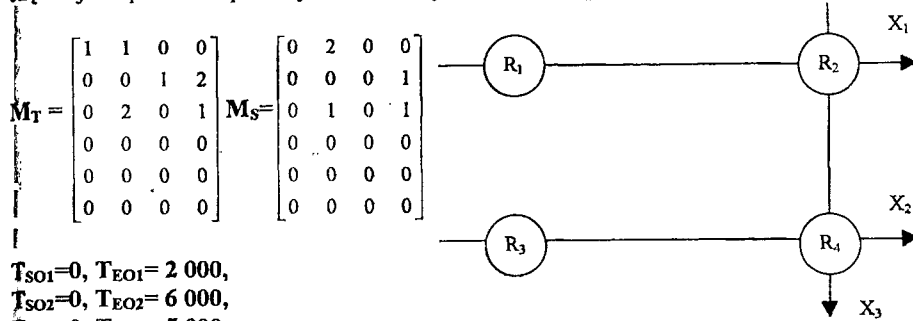 M_T = [1 1 0 0; 0 0 1 2; 0 2 0 1; 0 0 0 0; 0 0 0 0; 0 0 0 0] M_S= [0 2 0 0; 0 0 0 1; 0 1 0 1; 0 0 0 0; 0 0 0 0; 0 0 0 0]
R₁
R₂
X₁
R₃
R₄
X₂
X₃
T_SO1=0, T_EO1= 2 000,
T_SO2=0, T_EO2= 6 000,